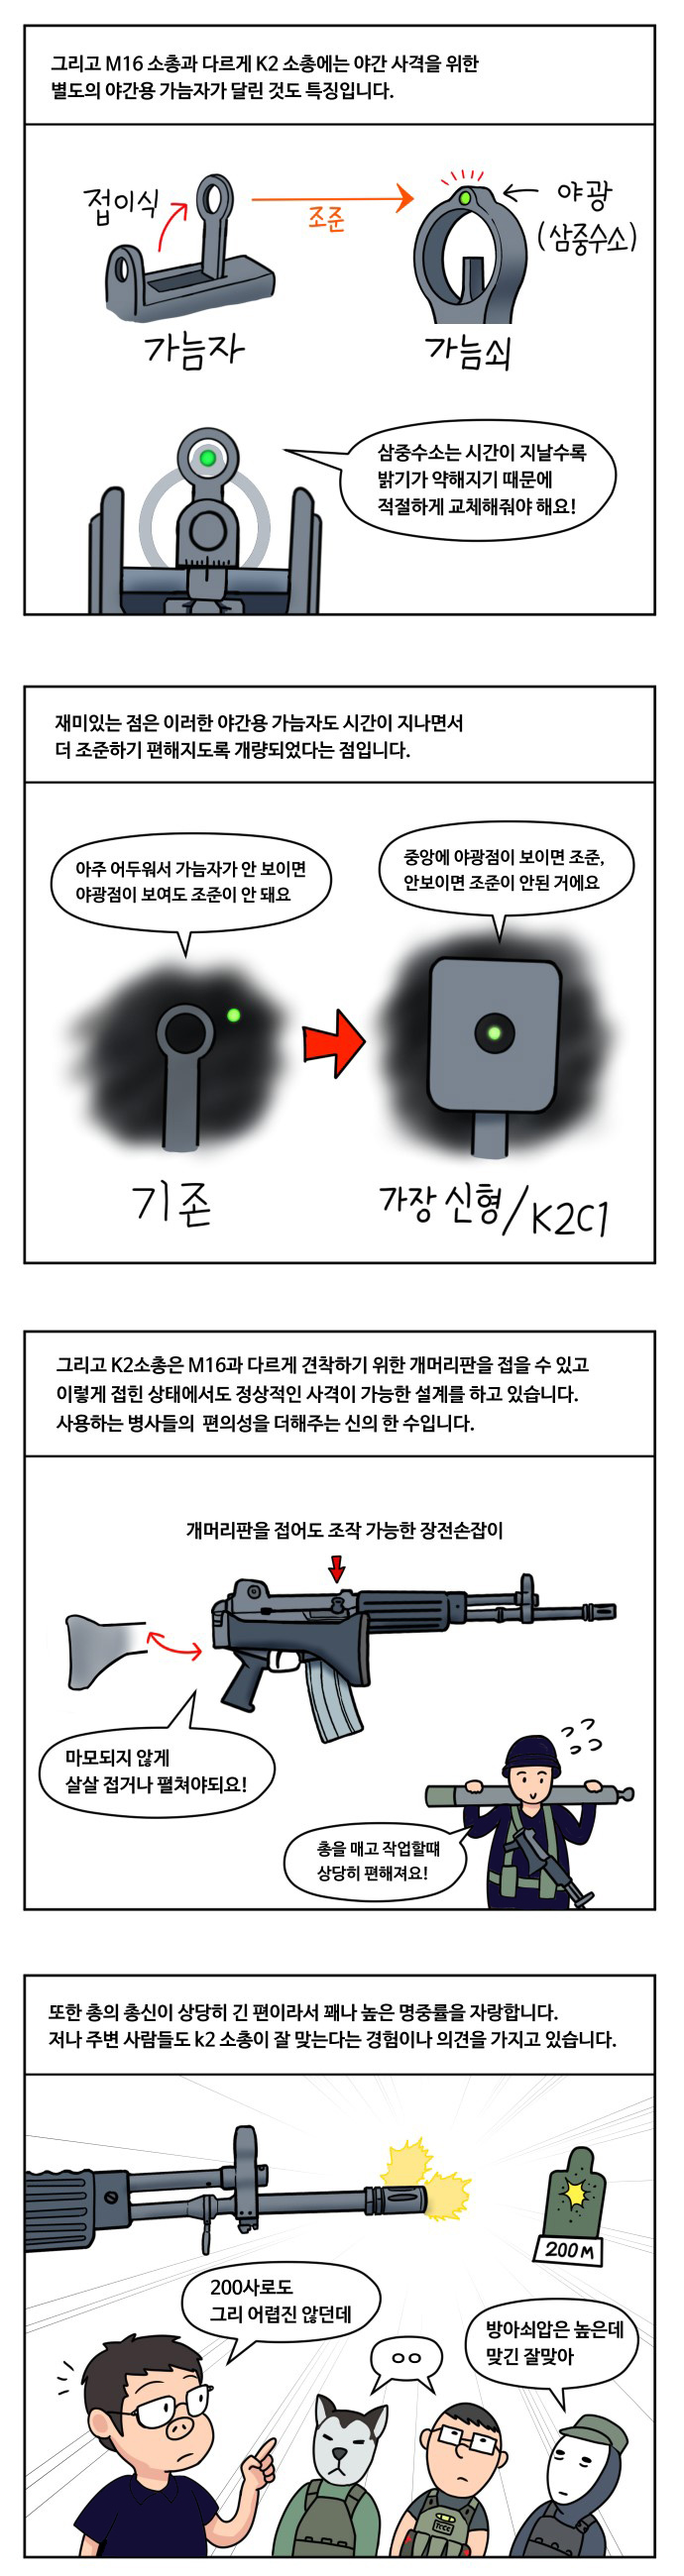 그리고 M16 소총과 다르게 K2 소총에는 야간 사격을 위한
별도의 야간용 가늠자가 달린 것도 특징입니다.
접이식
조준
야광
(삼중수소)
가늠자
가늠쇠
삼중수소는 시간이 지날수록
밝기가 약해지기 때문에
적절하게 교체해줘야 해요!
재미있는 점은 이러한 야간용 가늠자도 시간이 지나면서
더 조준하기 편해지도록 개량되었다는 점입니다.
아주 어두워서 가늠자가 안 보이면
야광점이 보여도 조준이 안 돼요
중앙에 야광점이 보이면 조준,
안보이면 조준이 안된 거에요
기존
가장 신형/K2C1
그리고 K2소총은 M16과 다르게 견착하기 위한 개머리판을 접을 수 있고
이렇게 접힌 상태에서도 정상적인 사격이 가능한 설계를 하고 있습니다.
사용하는 병사들의 편의성을 더해주는 신의 한 수입니다.
개머리판을 접어도 조작 가능한 장전손잡이
마모되지 않게
살살 접거나 펼쳐야되요!
총을 매고 작업할떄
상당히 편해져요!
또한 총의 총신이 상당히 긴 편이라서 꽤나 높은 명중률을 자랑합니다.
저나 주변 사람들도 k2 소총이 잘 맞는다는 경험이나 의견을 가지고 있습니다.
200M
200사로도
그리 어렵진 않던데
방아쇠압은 높은데
맞긴 잘맞아
ㅇㅇ
TCCC